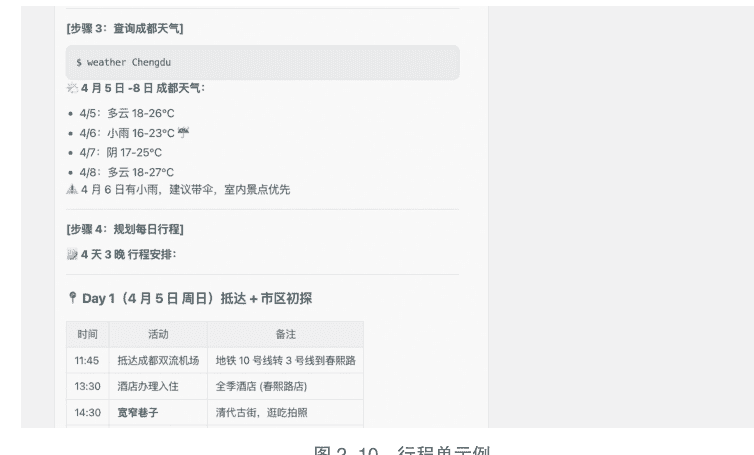 [步骤 3：查询成都天气]
$ weather Chengdu
4 月 5 日 -8 日 成都天气：
4/5：多云 18-26°C
4/6：小雨 16-23°C ☔
4/7：阴 17-25°C
4/8：多云 18-27°C
⚠ 4 月 6 日有小雨，建议带伞，室内景点优先
[步骤 4：规划每日行程]
4 天 3 晚 行程安排：
📍 Day 1（4 月 5 日 周日）抵达 + 市区初探
时间 活动 备注
11:45 抵达成都双流机场 地铁 10 号线转 3 号线到春熙路
13:30 酒店办理入住 全季酒店 (春熙路店)
14:30 宽窄巷子 清代古街，逛吃拍照
图 2-10 行程单示例